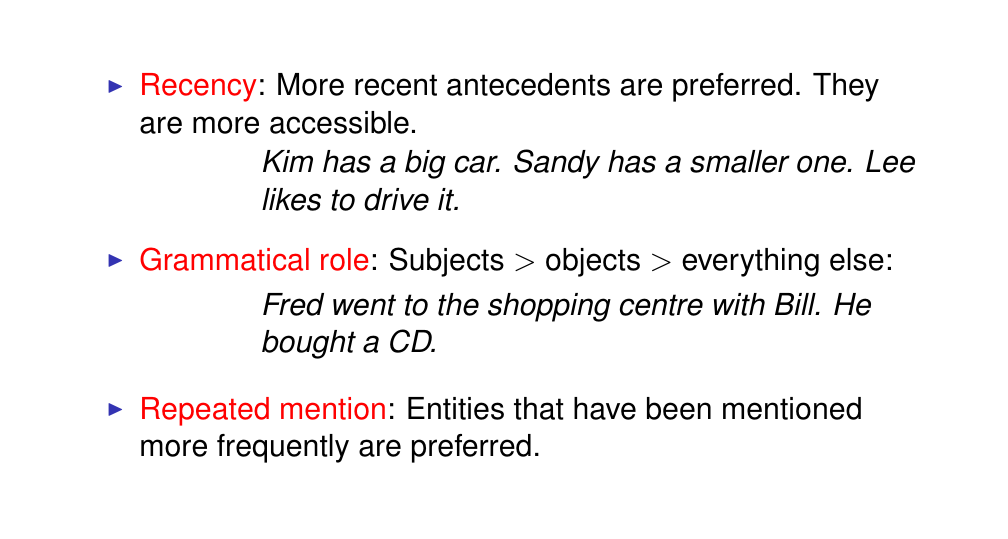 ▶ Recency: More recent antecedents are preferred. They
are more accessible.
Kim has a big car. Sandy has a smaller one. Lee
likes to drive it.
▶ Grammatical role: Subjects > objects > everything else:
Fred went to the shopping centre with Bill. He
bought a CD.
▶ Repeated mention: Entities that have been mentioned
more frequently are preferred.